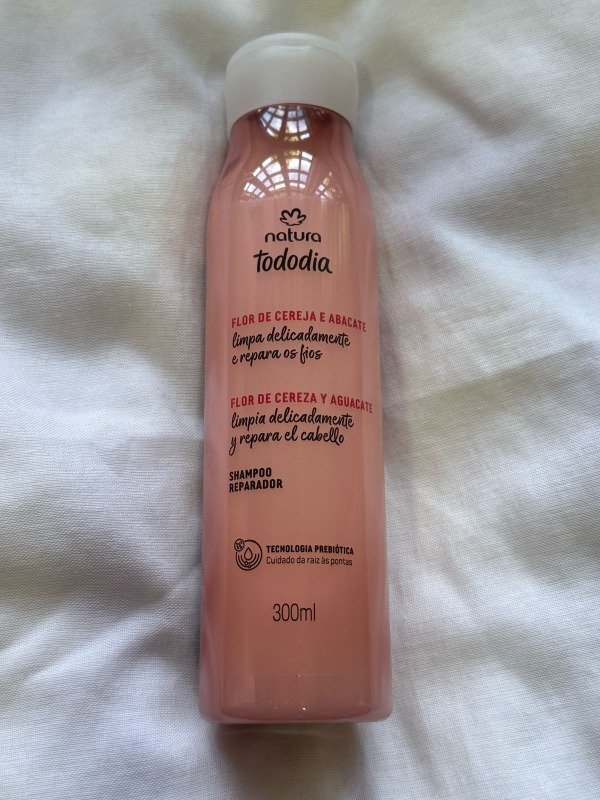 natura
tododia
FLOR DE CEREJA E ABACATE
limpa delicadamente
e repara os fios
FLOR DE CEREZA Y AGUACATE
limpia delicadamente
y repara el cabello
SHAMPOO
REPARADOR
TECNOLOGIA PREBIÓTICA
Cuidado da raiz às pontas
300ml